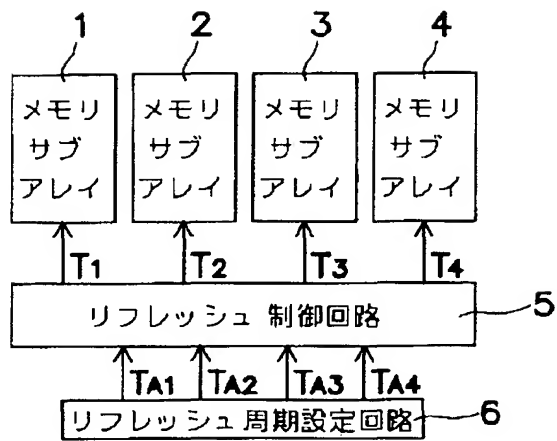 1 2 3 4
メモリ メモリ メモリ メモリ
サブ サブ サブ サブ
アレイ アレイ アレイ アレイ
T1 T2 T3 T4
リフレッシュ制御回路 5
TA1 TA2 TA3 TA4
リフレッシュ周期設定回路 6